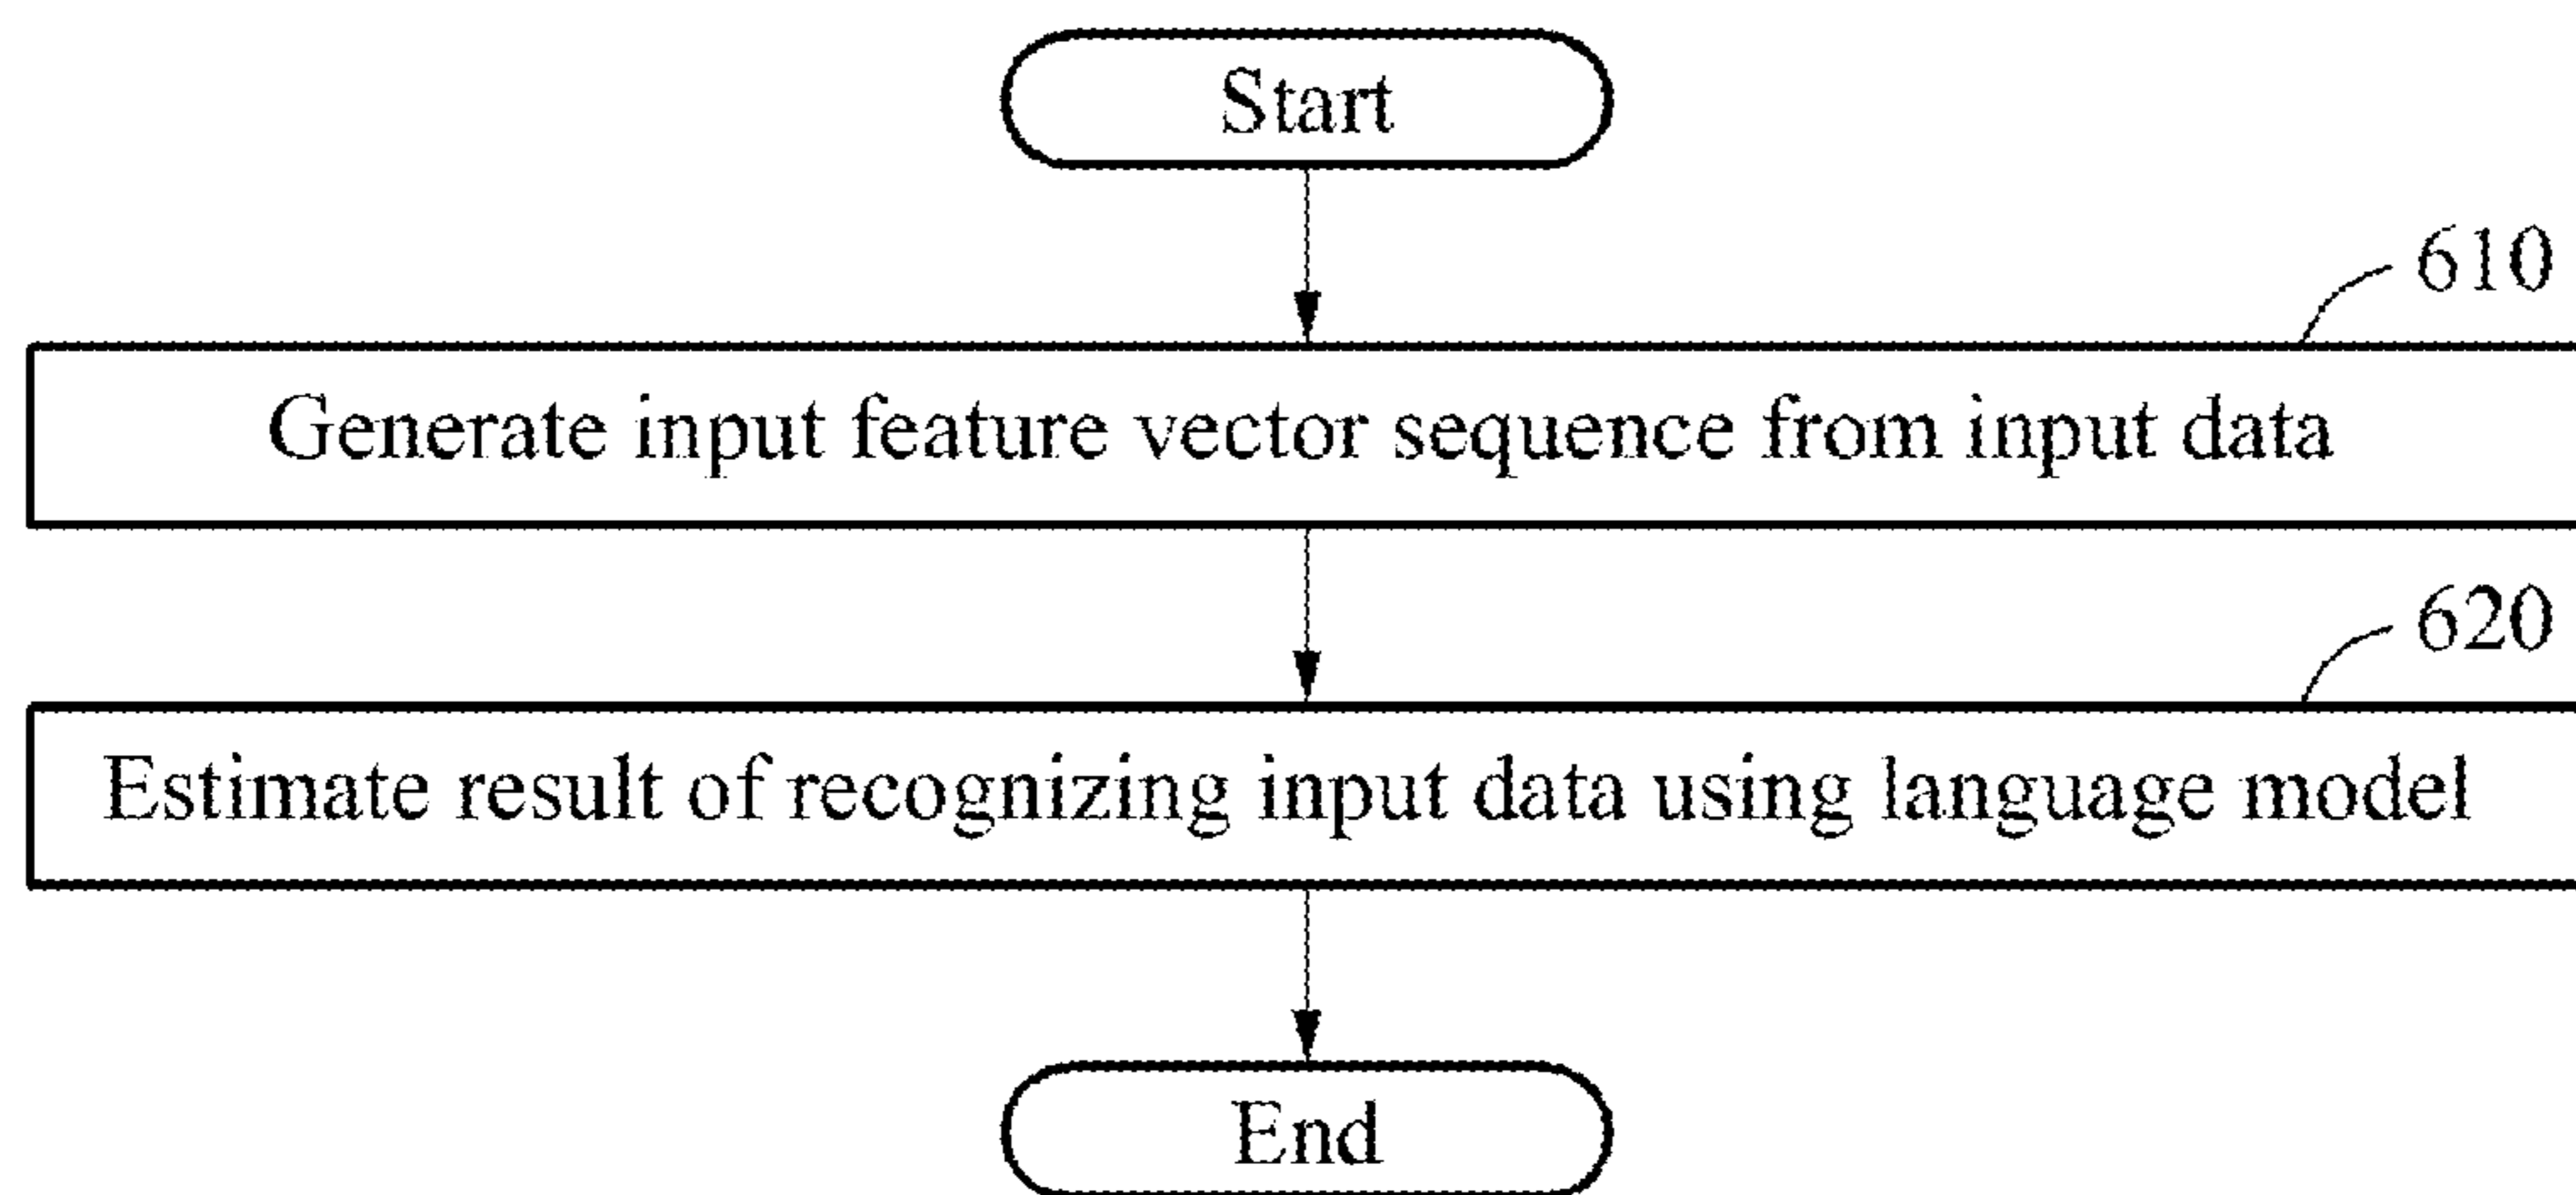 Start
610
Generate input feature vector sequence from input data
620
Estimate result of recognizing input data using language model
End